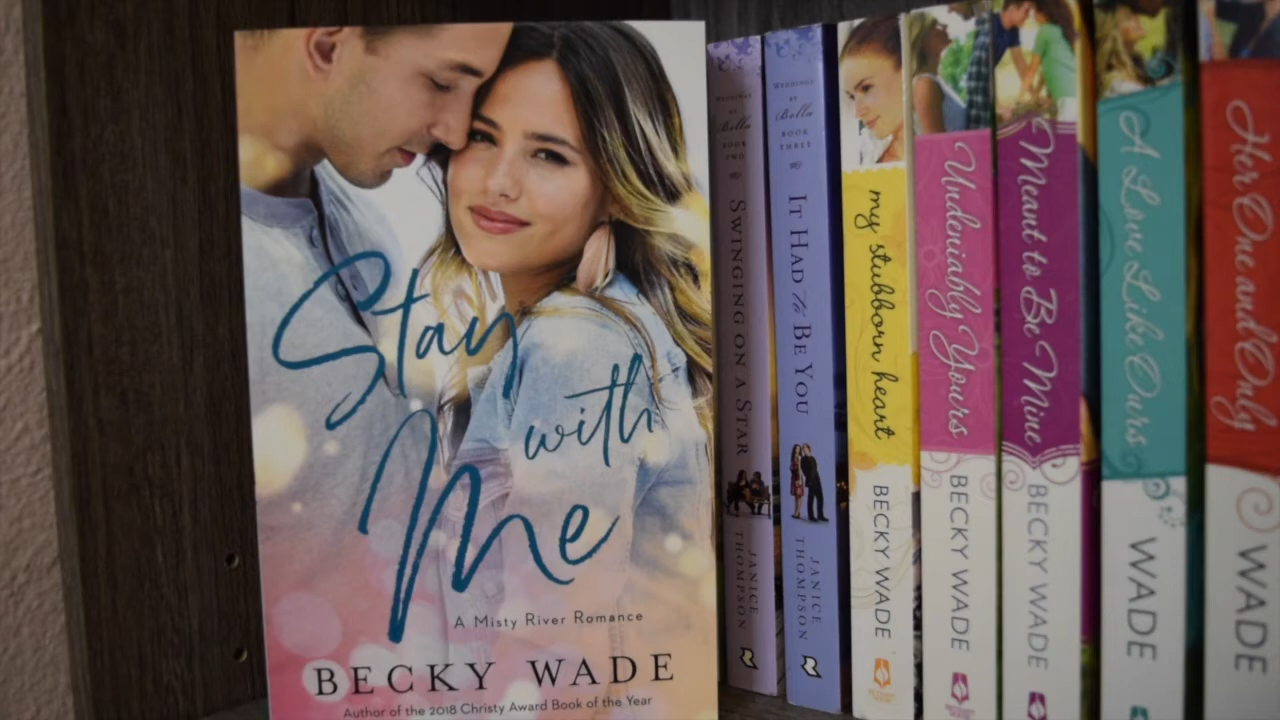 Stay
with
Me
A Misty River Romance
BECKY WADE
Author of the 2018 Christy Award Book of the Year
WEDDINGS
BY
Bella
BOOK
TWO
SWINGING ON A STAR
JANICE
THOMPSON
WEDDINGS
BY
Bella
BOOK
THREE
IT HAD to BE YOU
JANICE
THOMPSON
my stubborn heart
BECKY WADE
Undeniably Yours
BECKY WADE
Meant to Be Mine
BECKY WADE
A Love Like Ours
WADE
Her One and Only
WADE